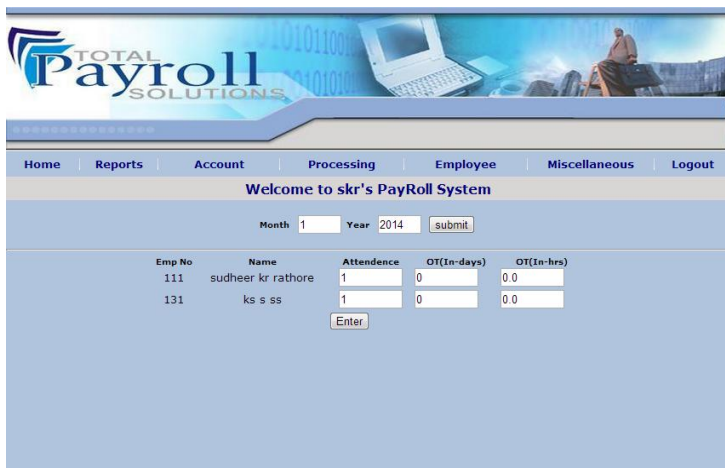 TOTAL
Payroll
SOLUTIONS
Home Reports Account Processing Employee Miscellaneous Logout
Welcome to skr's PayRoll System
Month 1 Year 2014 submit
Emp No Name Attendence OT(In-days) OT(In-hrs)
111 sudheer kr rathore 1 0 0.0
131 ks s ss 1 0 0.0
Enter